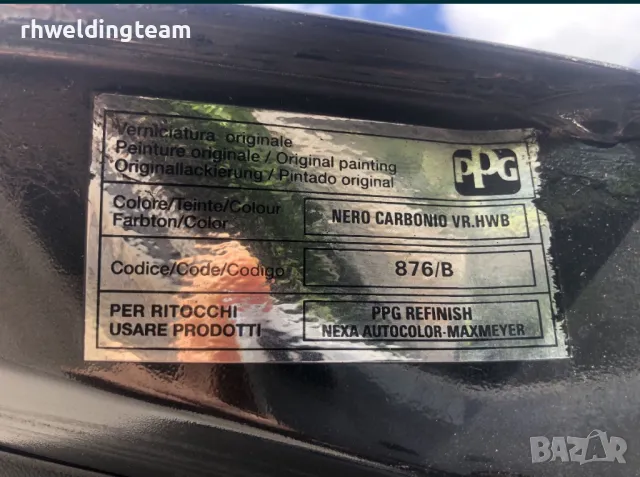 rhweldingteam
Verniciatura originale
Peinture originale / Original painting
Originallackierung / Pintado original
PPG
Colore/Teinte/Colour
Farbton/Color
NERO CARBONIO VR.HWB
Codice/Code/Codigo
876/B
PER RITOCCHI
USARE PRODOTTI
PPG REFINISH
NEXA AUTOCOLOR-MAXMEYER
BAZAR